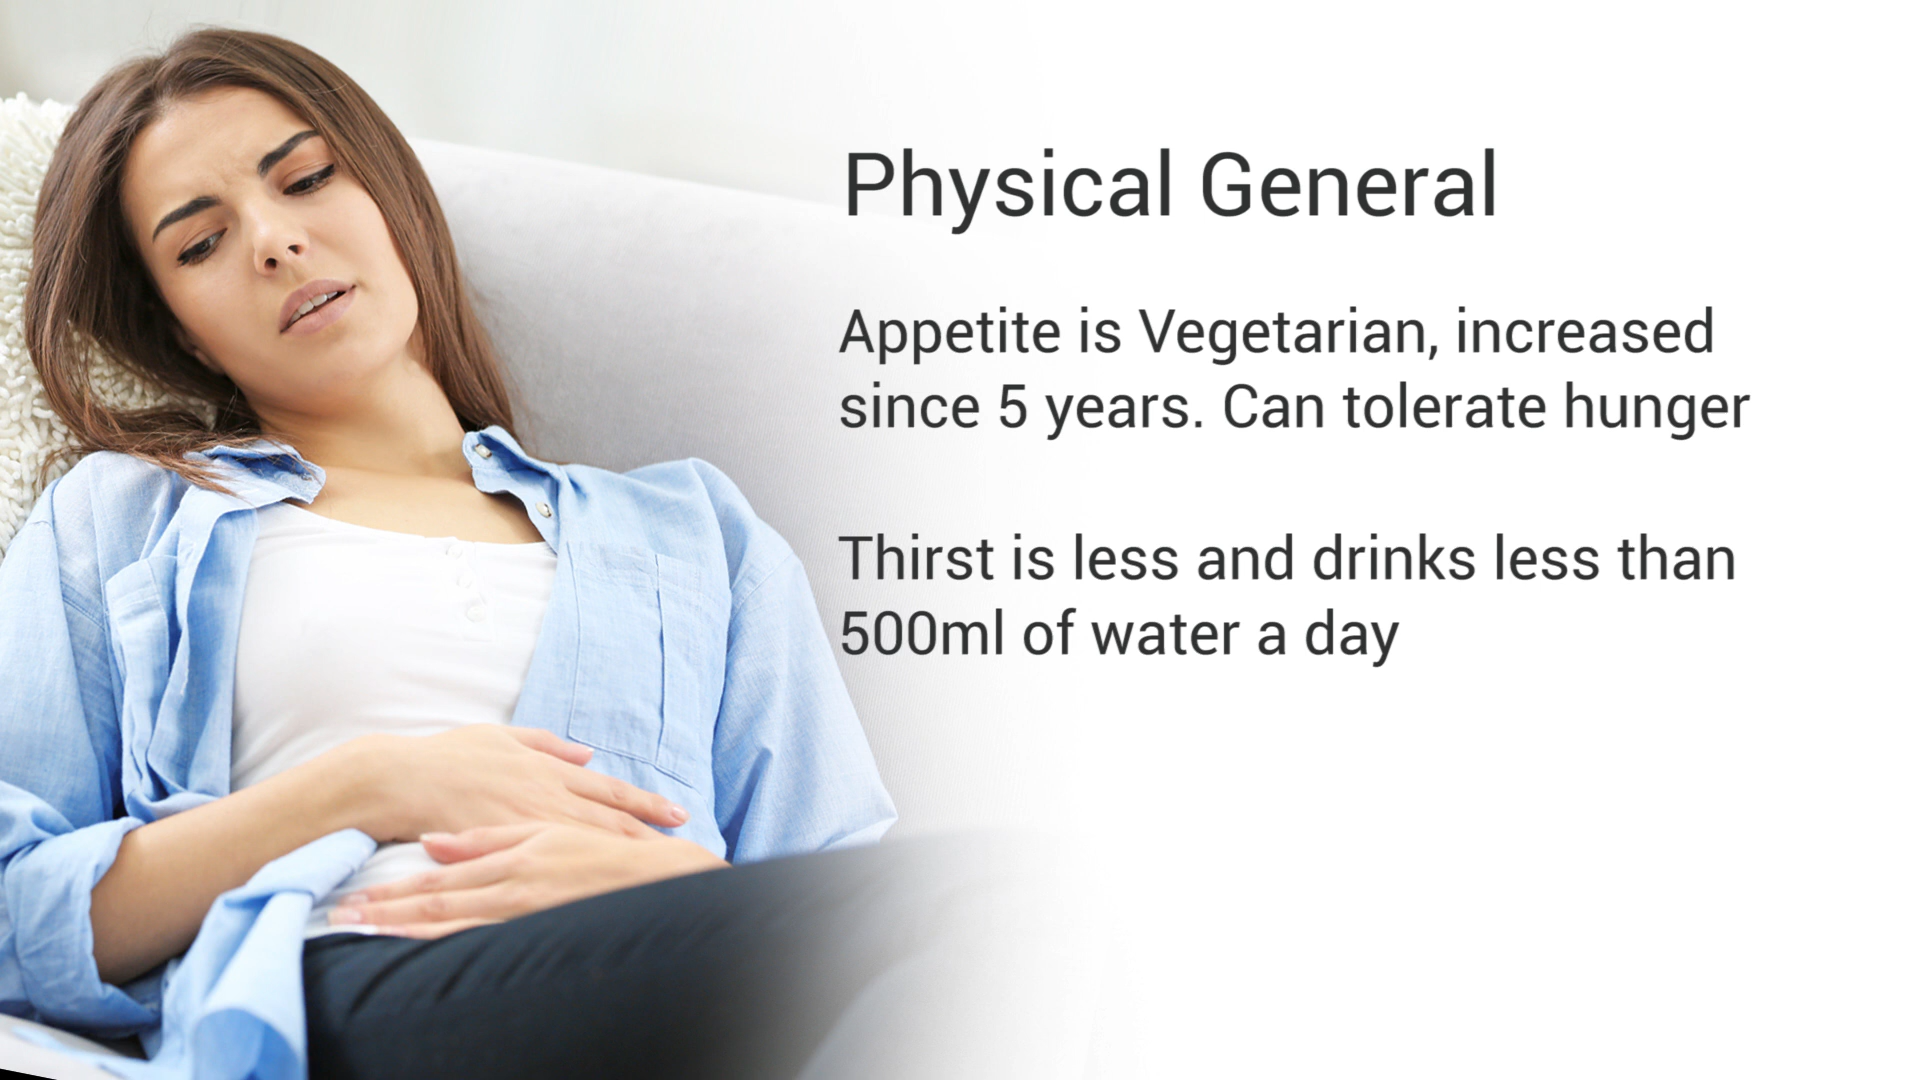 Physical General
Appetite is Vegetarian, increased
since 5 years. Can tolerate hunger
Thirst is less and drinks less than
500ml of water a day